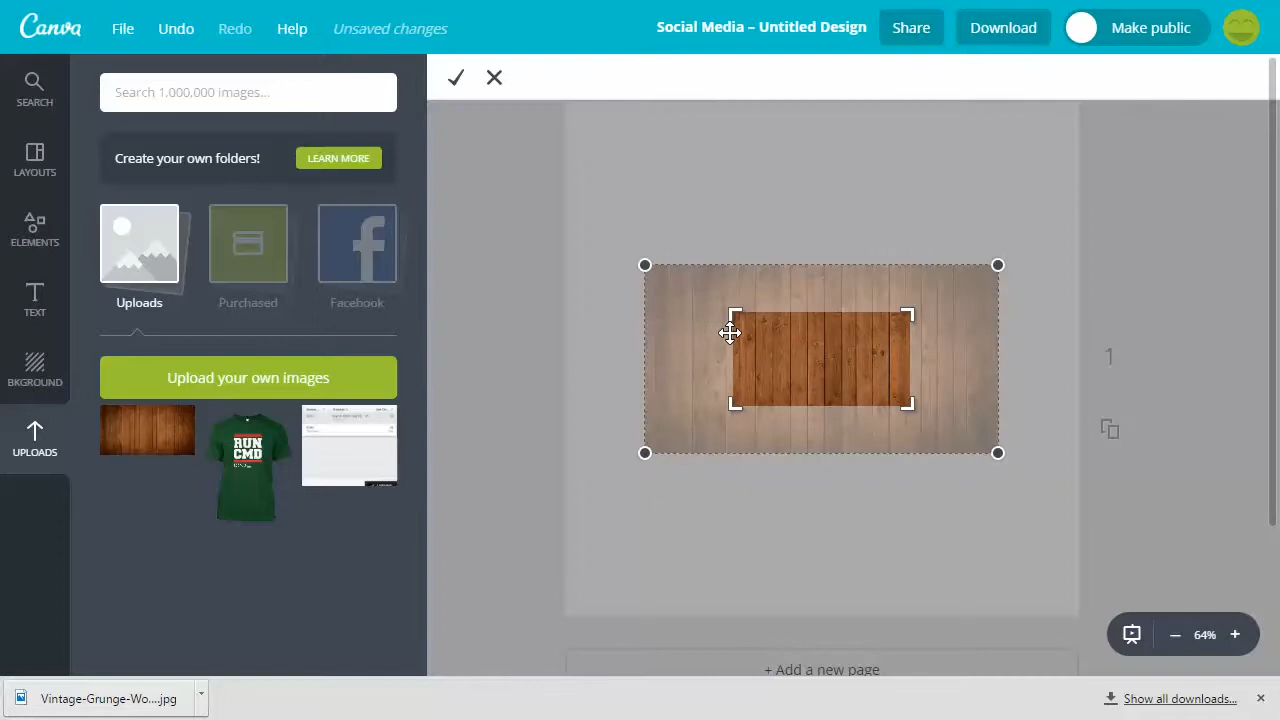 Canva File Undo Redo Help Unsaved changes Social Media – Untitled Design Share Download Make public
SEARCH
LAYOUTS
ELEMENTS
TEXT
BKGROUND
UPLOADS
Search 1,000,000 images...
Create your own folders! LEARN MORE
Uploads Purchased Facebook
Upload your own images
RUN
CMD
1
64%
+ Add a new page
Vintage-Grunge-Wo....jpg
Show all downloads...